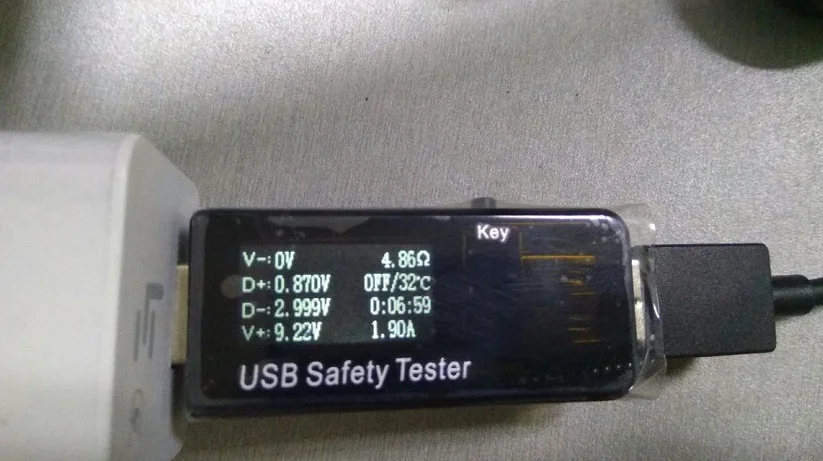 Key
V-:0V 4.86Ω
D+:0.870V OFF/32℃
D-:2.999V 0:06:59
V+:9.22V 1.90A
USB Safety Tester